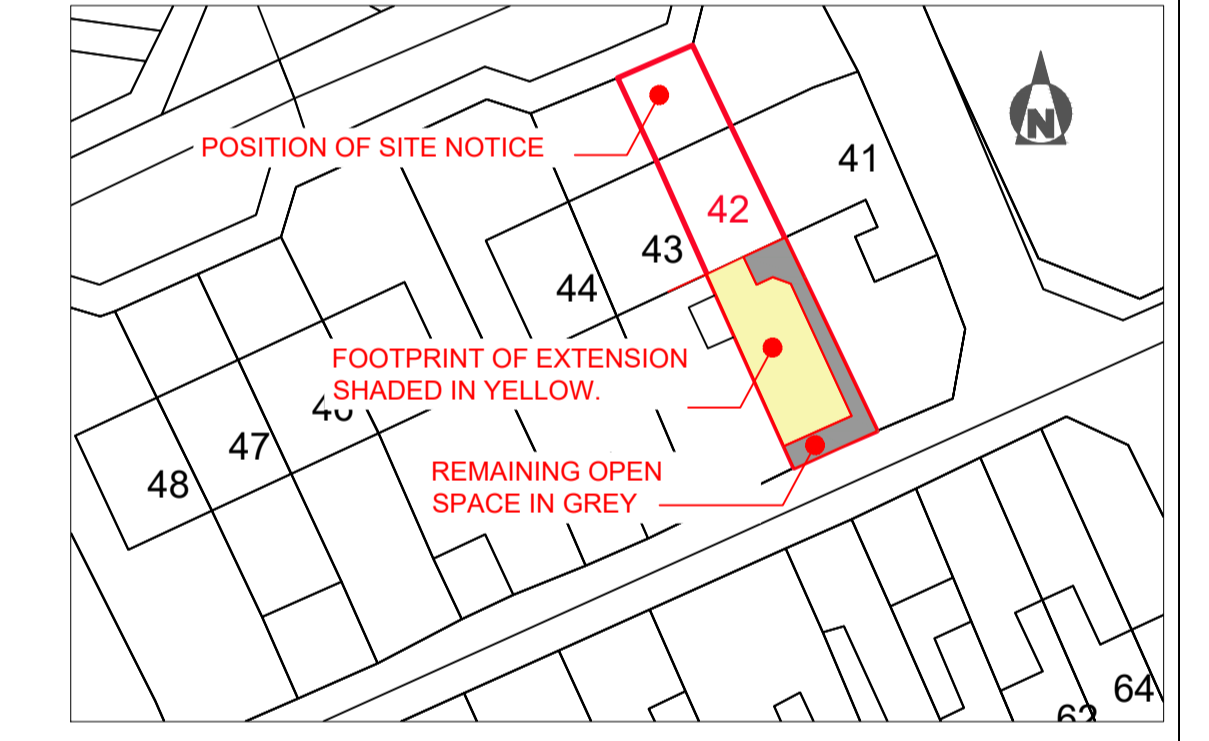 POSITION OF SITE NOTICE
N
41
42
43
44
FOOTPRINT OF EXTENSION
SHADED IN YELLOW.
47
48
REMAINING OPEN
SPACE IN GREY
64